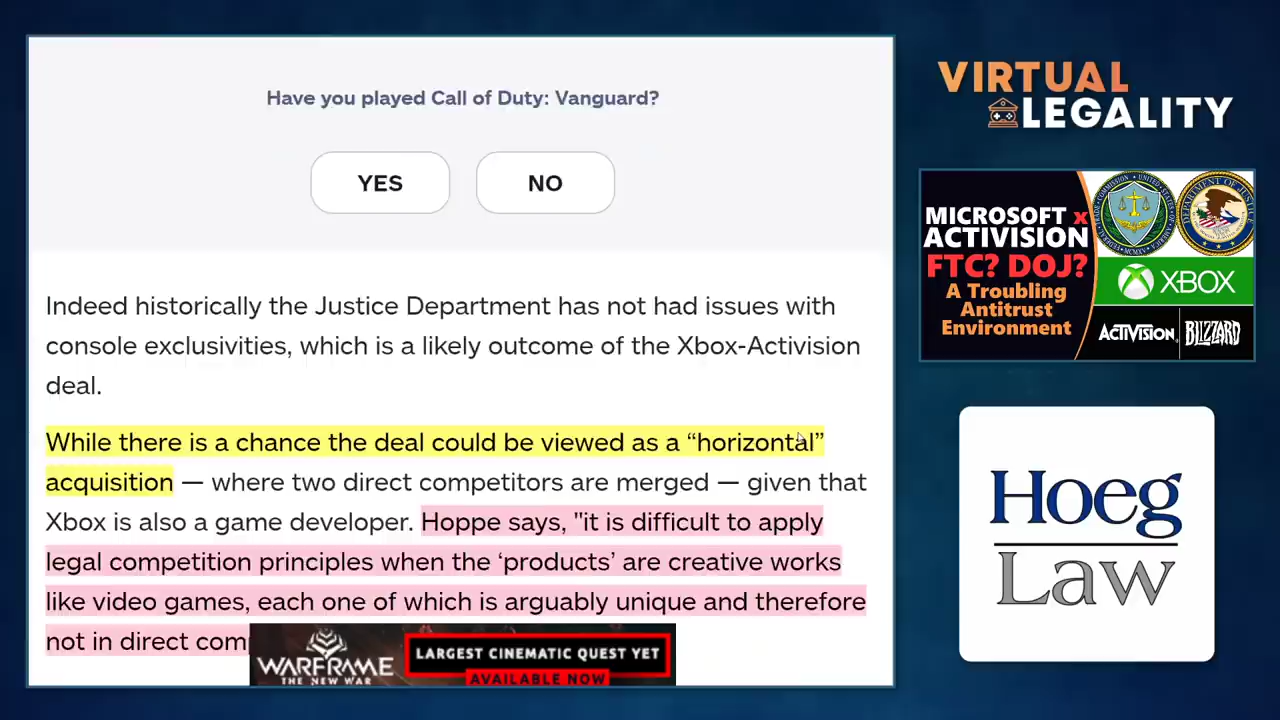 Have you played Call of Duty: Vanguard?
YES
NO
Indeed historically the Justice Department has not had issues with
console exclusivities, which is a likely outcome of the Xbox-Activision
deal.
While there is a chance the deal could be viewed as a “horizontal”
acquisition — where two direct competitors are merged — given that
Xbox is also a game developer. Hoppe says, "it is difficult to apply
legal competition principles when the ‘products’ are creative works
like video games, each one of which is arguably unique and therefore
not in direct
WARFRAME
THE NEW WAR
LARGEST CINEMATIC QUEST YET
AVAILABLE NOW
VIRTUAL
LEGALITY
MICROSOFT x
ACTIVISION
FTC? DOJ?
A Troubling
Antitrust
Environment
XBOX
ACTIVISION
BLIZZARD
Hoeg
Law